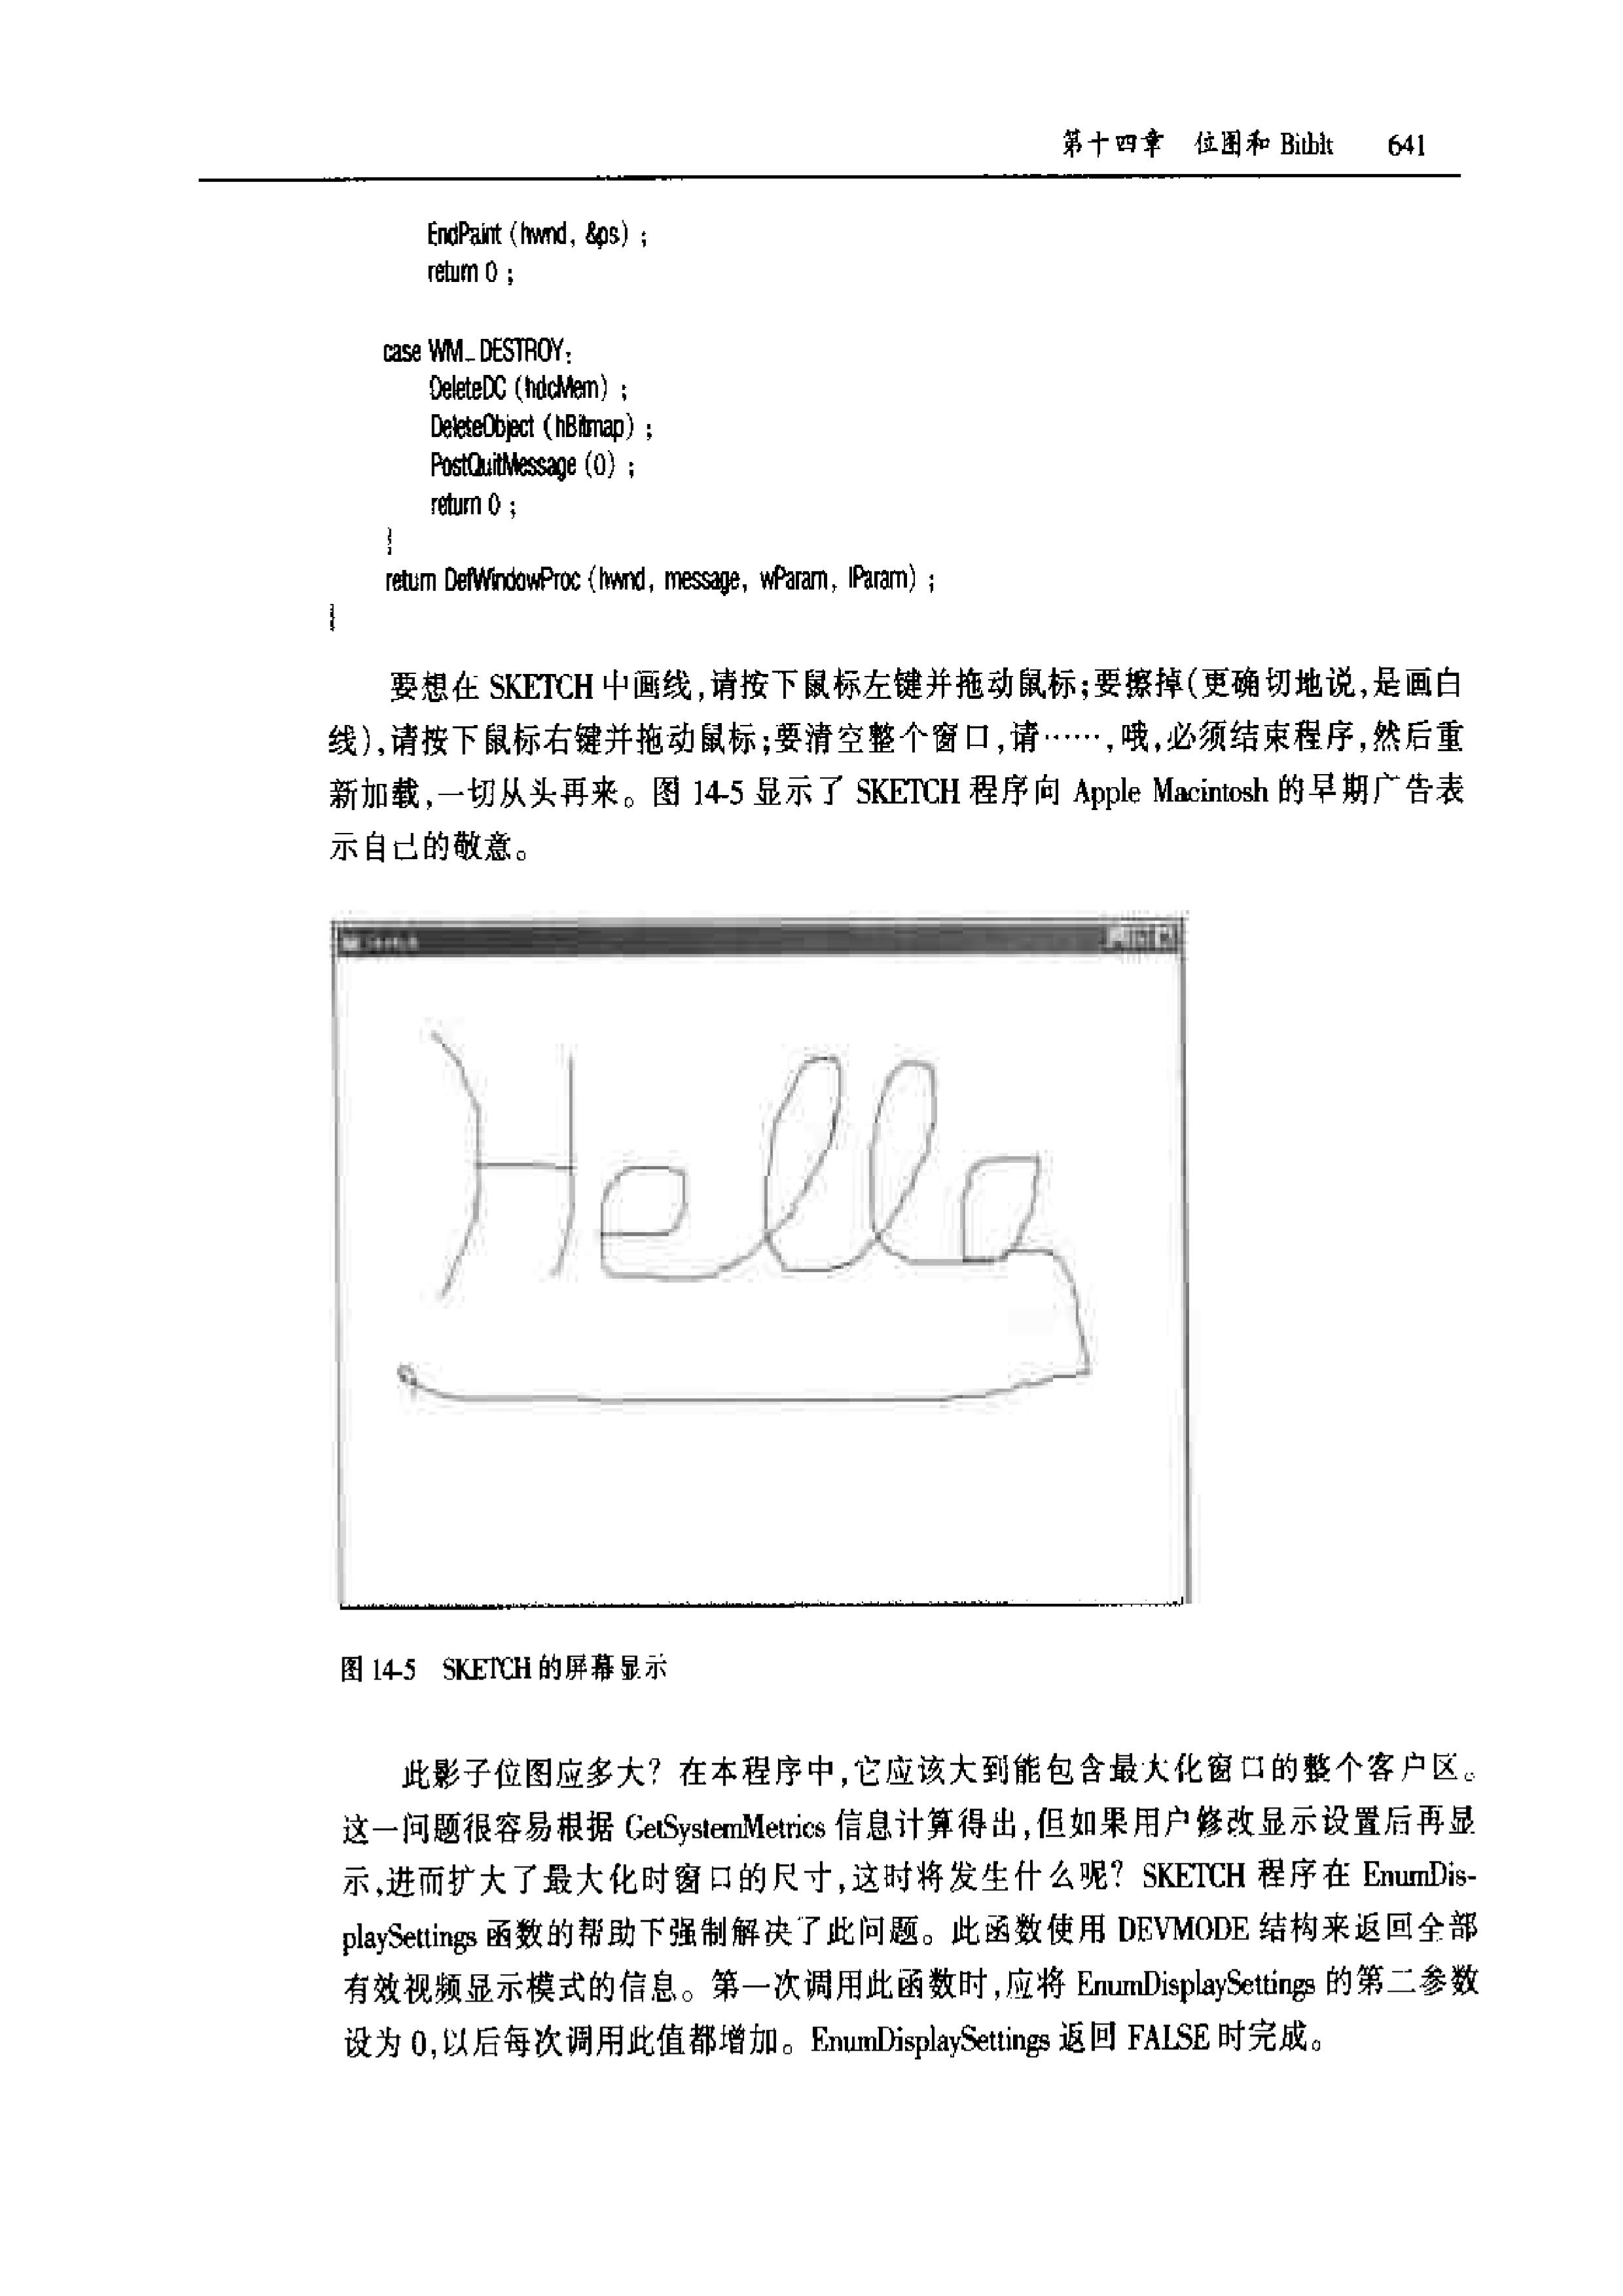 第十四章 位图和 Bitblt 641
EndPaint (hwnd, &ps) ;
return 0 ;
case WM_DESTROY:
DeleteDC (hdcMem) ;
DeleteObject (hBitmap) ;
PostQuitMessage (0) ;
return 0 ;
}
return DefWindowProc (hwnd, message, wParam, lParam) ;
}
要想在 SKETCH 中画线,请按下鼠标左键并拖动鼠标;要擦掉(更确切地说,是画白
线),请按下鼠标右键并拖动鼠标;要清空整个窗口,请……,哦,必须结束程序,然后重
新加载,一切从头再来。图 14-5 显示了 SKETCH 程序向 Apple Macintosh 的早期广告表
示自己的敬意。
Hello
图 14-5 SKETCH 的屏幕显示
此影子位图应多大? 在本程序中,它应该大到能包含最大化窗口的整个客户区。
这一问题很容易根据 GetSystemMetrics 信息计算得出,但如果用户修改显示设置后再显
示,进而扩大了最大化时窗口的尺寸,这时将发生什么呢? SKETCH 程序在 EnumDis-
playSettings 函数的帮助下强制解决了此问题。此函数使用 DEVMODE 结构来返回全部
有效视频显示模式的信息。第一次调用此函数时,应将 EnumDisplaySettings 的第二参数
设为 0,以后每次调用此值都增加。EnumDisplaySettings 返回 FALSE 时完成。